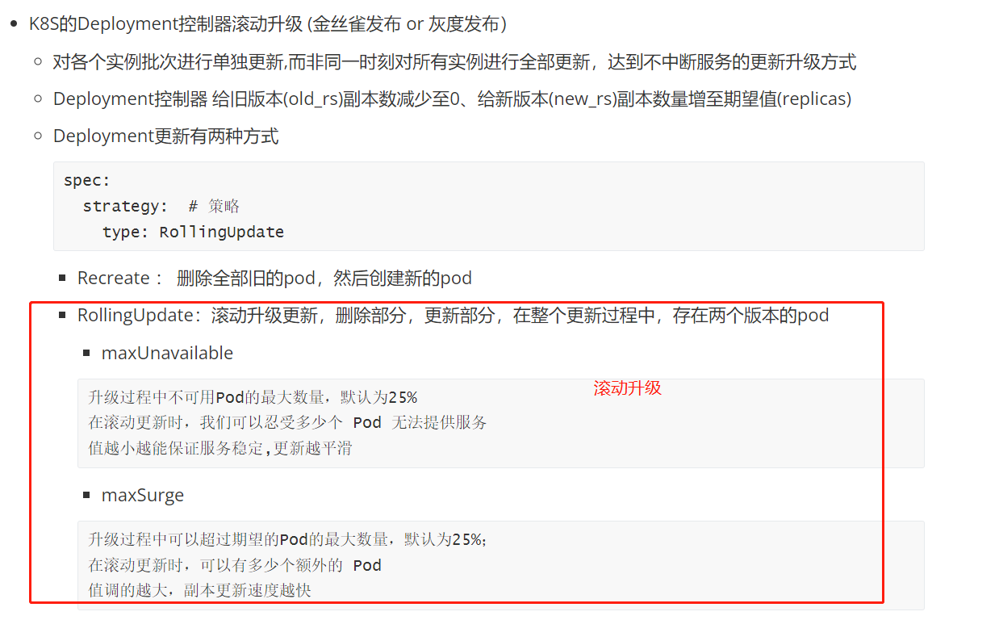 K8S的Deployment控制器滚动升级 (金丝雀发布 or 灰度发布)
对各个实例批次进行单独更新,而非同一时刻对所有实例进行全部更新，达到不中断服务的更新升级方式
Deployment控制器 给旧版本(old_rs)副本数减少至0、给新版本(new_rs)副本数量增至期望值(replicas)
Deployment更新有两种方式
spec:
  strategy:  # 策略
    type: RollingUpdate
Recreate ： 删除全部旧的pod，然后创建新的pod
RollingUpdate：滚动升级更新，删除部分，更新部分，在整个更新过程中，存在两个版本的pod
maxUnavailable
滚动升级
升级过程中不可用Pod的最大数量，默认为25%
在滚动更新时，我们可以忍受多少个 Pod 无法提供服务
值越小越能保证服务稳定,更新越平滑
maxSurge
升级过程中可以超过期望的Pod的最大数量，默认为25%;
在滚动更新时，可以有多少个额外的 Pod
值调的越大，副本更新速度越快